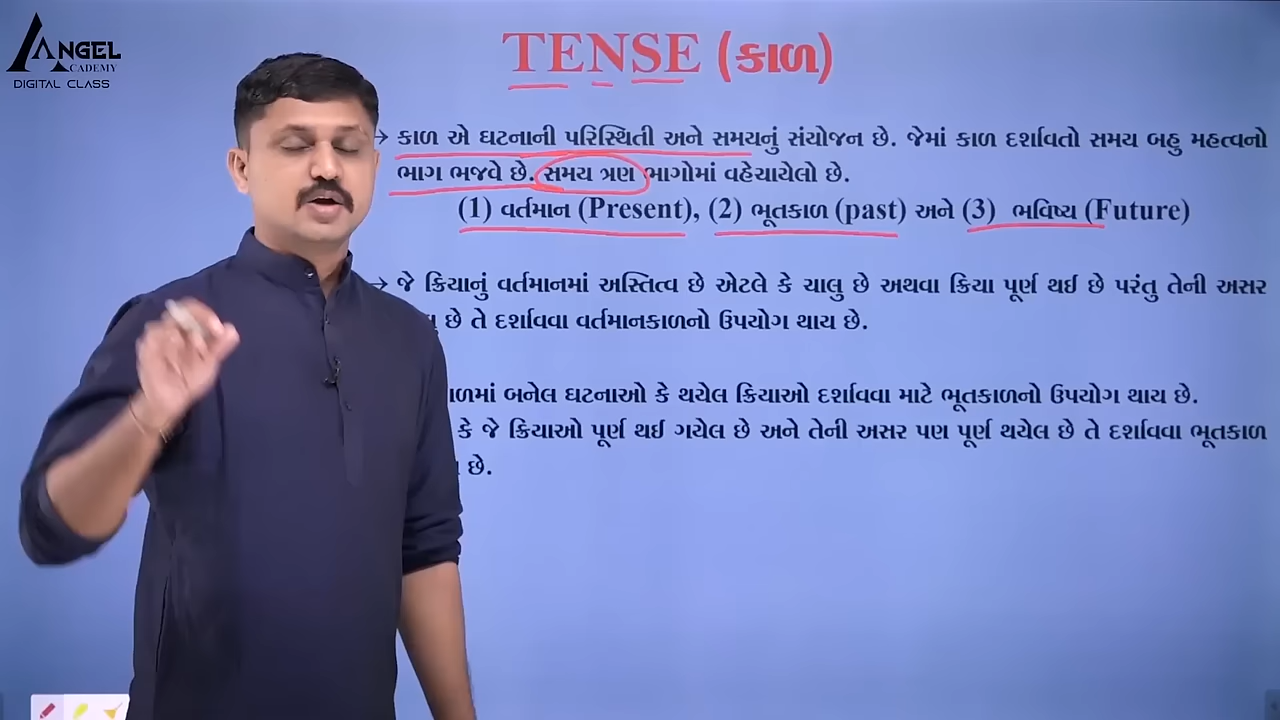 ANGEL
ACADEMY
DIGITAL CLASS
TENSE (કાળ)
→ કાળ એ ઘટનાની પરિસ્થિતી અને સમયનું સંયોજન છે. જેમાં કાળ દર્શાવતો સમય બહુ મહત્વનો
ભાગ ભજવે છે. સમય ત્રણ ભાગોમાં વહેચાયેલો છે.
(1) વર્તમાન (Present), (2) ભૂતકાળ (past) અને (3) ભવિષ્ય (Future)
→ જે ક્રિયાનું વર્તમાનમાં અસ્તિત્વ છે એટલે કે ચાલુ છે અથવા ક્રિયા પૂર્ણ થઈ છે પરંતુ તેની અસર
છે તે દર્શાવવા વર્તમાનકાળનો ઉપયોગ થાય છે.
બનેલ ઘટનાઓ કે થયેલ ક્રિયાઓ દર્શાવવા માટે ભૂતકાળનો ઉપયોગ થાય છે.
કે જે ક્રિયાઓ પૂર્ણ થઈ ગયેલ છે અને તેની અસર પણ પૂર્ણ થયેલ છે તે દર્શાવવા ભૂતકાળ
છે.